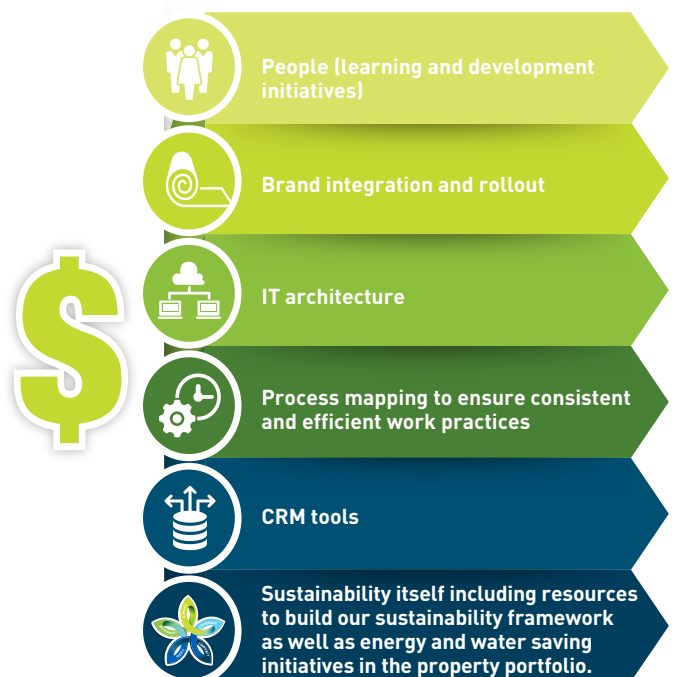 People (learning and development
initiatives)
Brand integration and rollout
$
IT architecture
Process mapping to ensure consistent
and efficient work practices
CRM tools
Sustainability itself including resources
to build our sustainability framework
as well as energy and water saving
initiatives in the property portfolio.